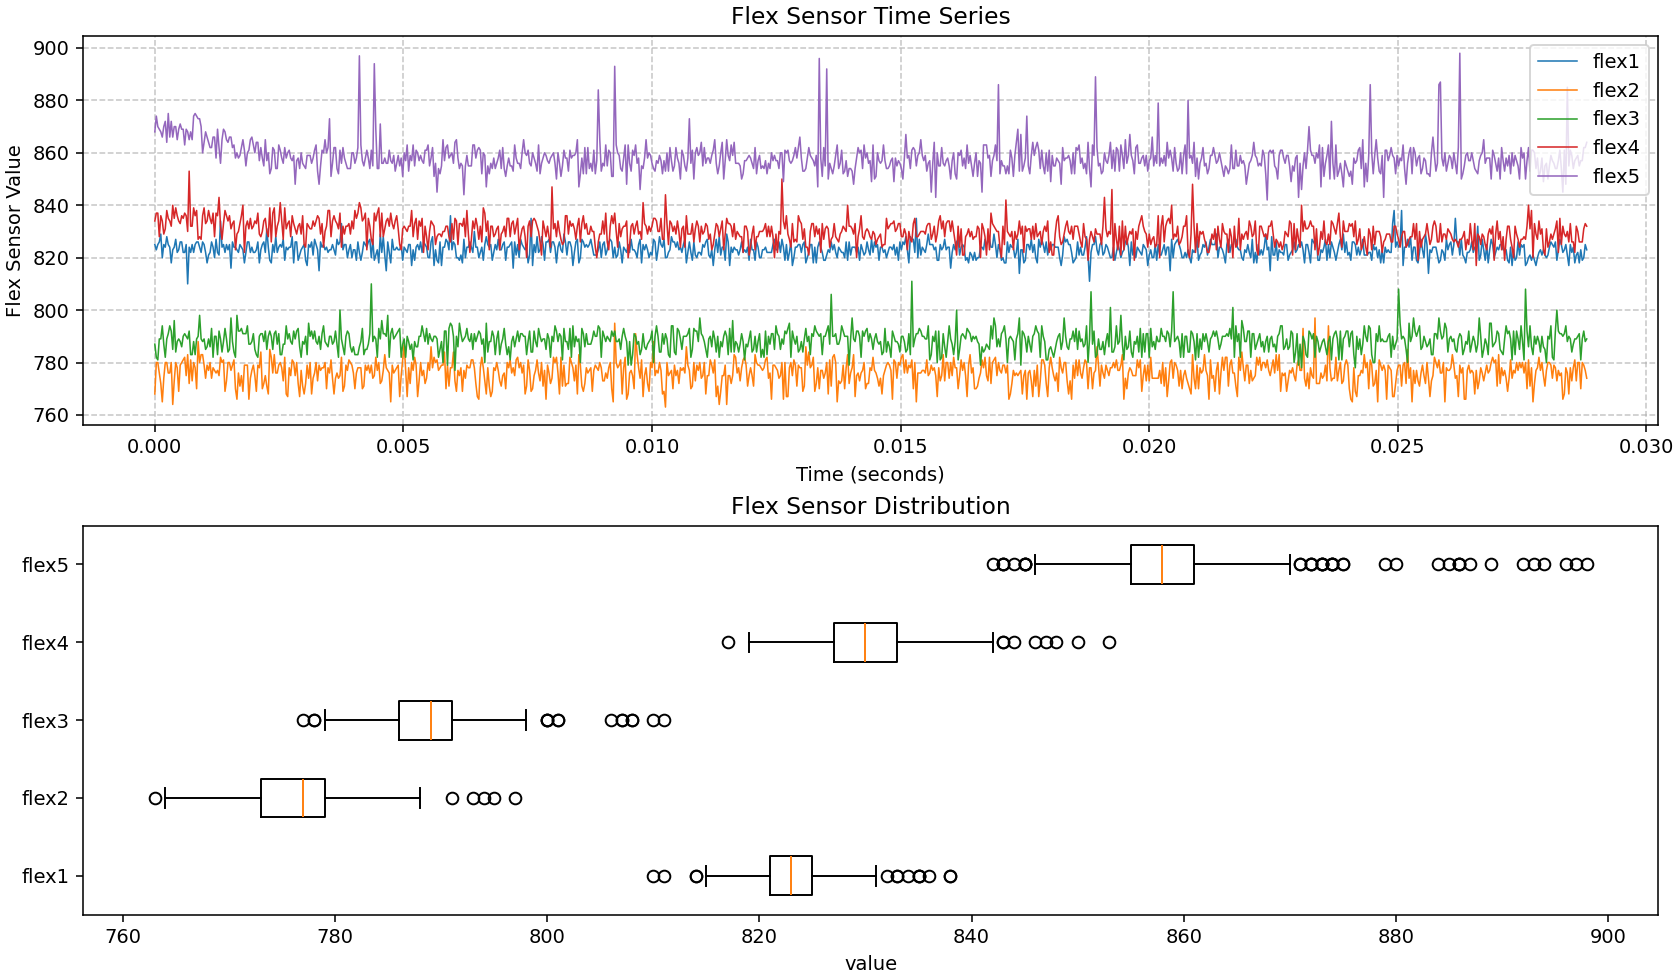 Flex Sensor Time Series
Flex Sensor Value
900
880
860
840
820
800
780
760
flex1
flex2
flex3
flex4
flex5
0.000 0.005 0.010 0.015 0.020 0.025 0.030
Time (seconds)
Flex Sensor Distribution
flex5
flex4
flex3
flex2
flex1
760 780 800 820 840 860 880 900
value